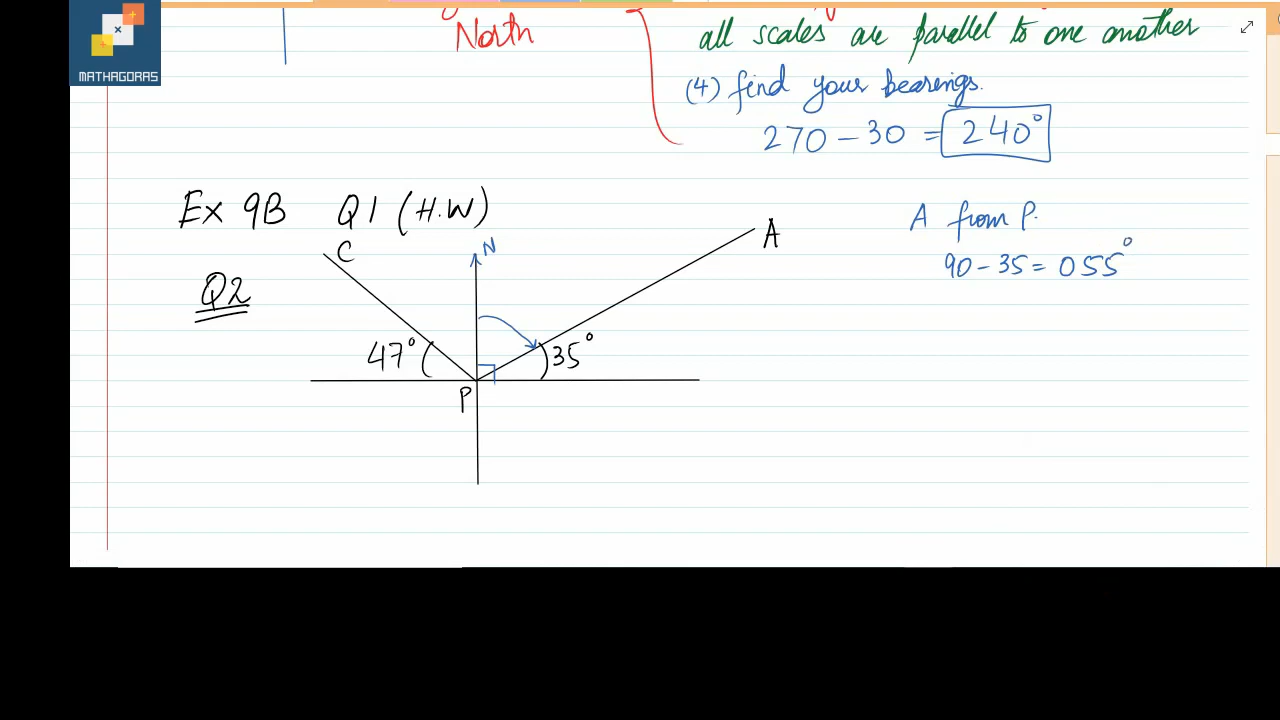 MATHAGORAS
North
all scales are parallel to one another
(4) find your bearings.
270 - 30 = 240°
Ex 9B Q1 (H.W)
A from P.
90 - 35 = 055°
Q2
C
N
A
47°
35°
P